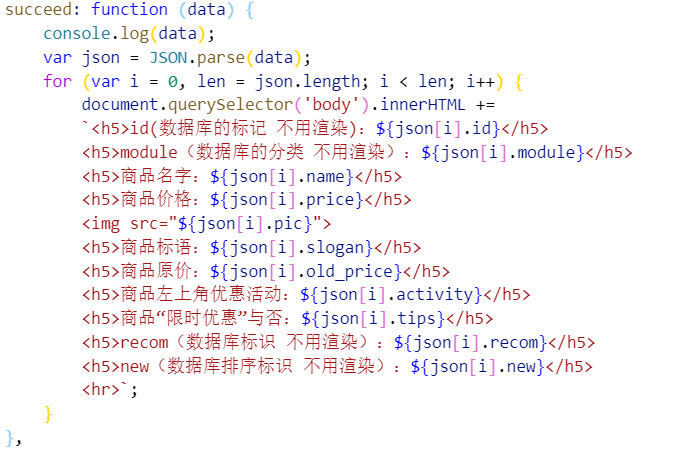 succeed: function (data) {
console.log(data);
var json = JSON.parse(data);
for (var i = 0, len = json.length; i < len; i++) {
document.querySelector('body').innerHTML +=
`<h5>id(数据库的标记 不用渲染)：${json[i].id}</h5>
<h5>module（数据库的分类 不用渲染）：${json[i].module}</h5>
<h5>商品名字：${json[i].name}</h5>
<h5>商品价格：${json[i].price}</h5>
<img src="${json[i].pic}">
<h5>商品标语：${json[i].slogan}</h5>
<h5>商品原价：${json[i].old_price}</h5>
<h5>商品左上角优惠活动：${json[i].activity}</h5>
<h5>商品“限时优惠”与否：${json[i].tips}</h5>
<h5>recom（数据库标识 不用渲染）：${json[i].recom}</h5>
<h5>new（数据库排序标识 不用渲染）：${json[i].new}</h5>
<hr>`;
}
},